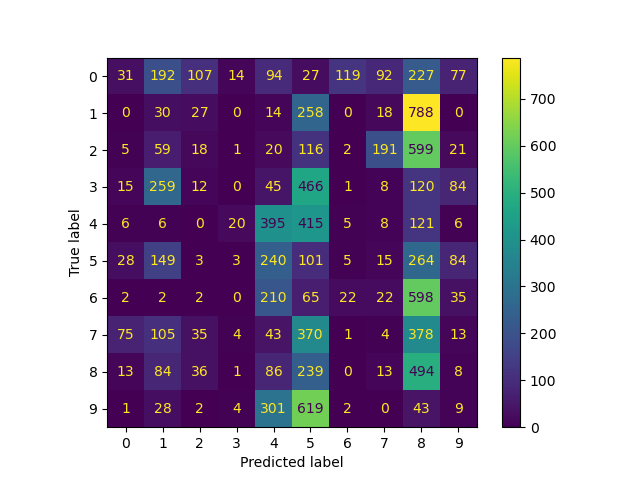 0 31 192 107 14 94 27 119 92 227 77
1 0 30 27 0 14 258 0 18 788 0
2 5 59 18 1 20 116 2 191 599 21
3 15 259 12 0 45 466 1 8 120 84
4 6 6 0 20 395 415 5 8 121 6
5 28 149 3 3 240 101 5 15 264 84
6 2 2 2 0 210 65 22 22 598 35
7 75 105 35 4 43 370 1 4 378 13
8 13 84 36 1 86 239 0 13 494 8
9 1 28 2 4 301 619 2 0 43 9
0 1 2 3 4 5 6 7 8 9
Predicted label
True label
700
600
500
400
300
200
100
0